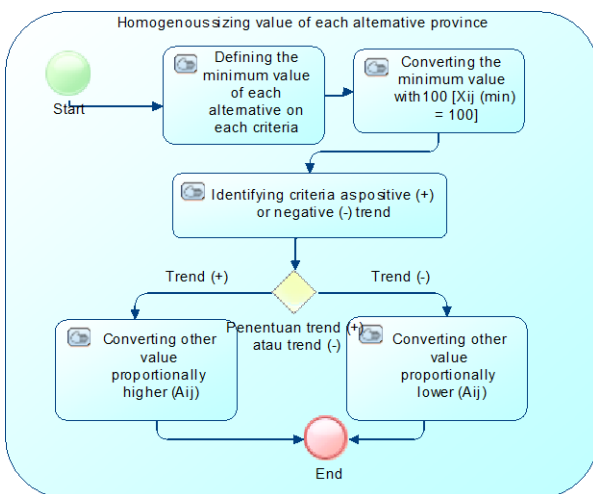 Homogenoussizing value of each alternative province
Start
Defining the
minimum value
of each
alternative on
each criteria
Converting the
minimum value
with100 [Xij (min)
= 100]
Identifying criteria aspositive (+)
or negative (-) trend
Trend (+)
Trend (-)
Penentuan trend (+)
atau trend (-)
Converting other
value
proportionally
higher (Aij)
Converting other
value
proportionally
lower (Aij)
End